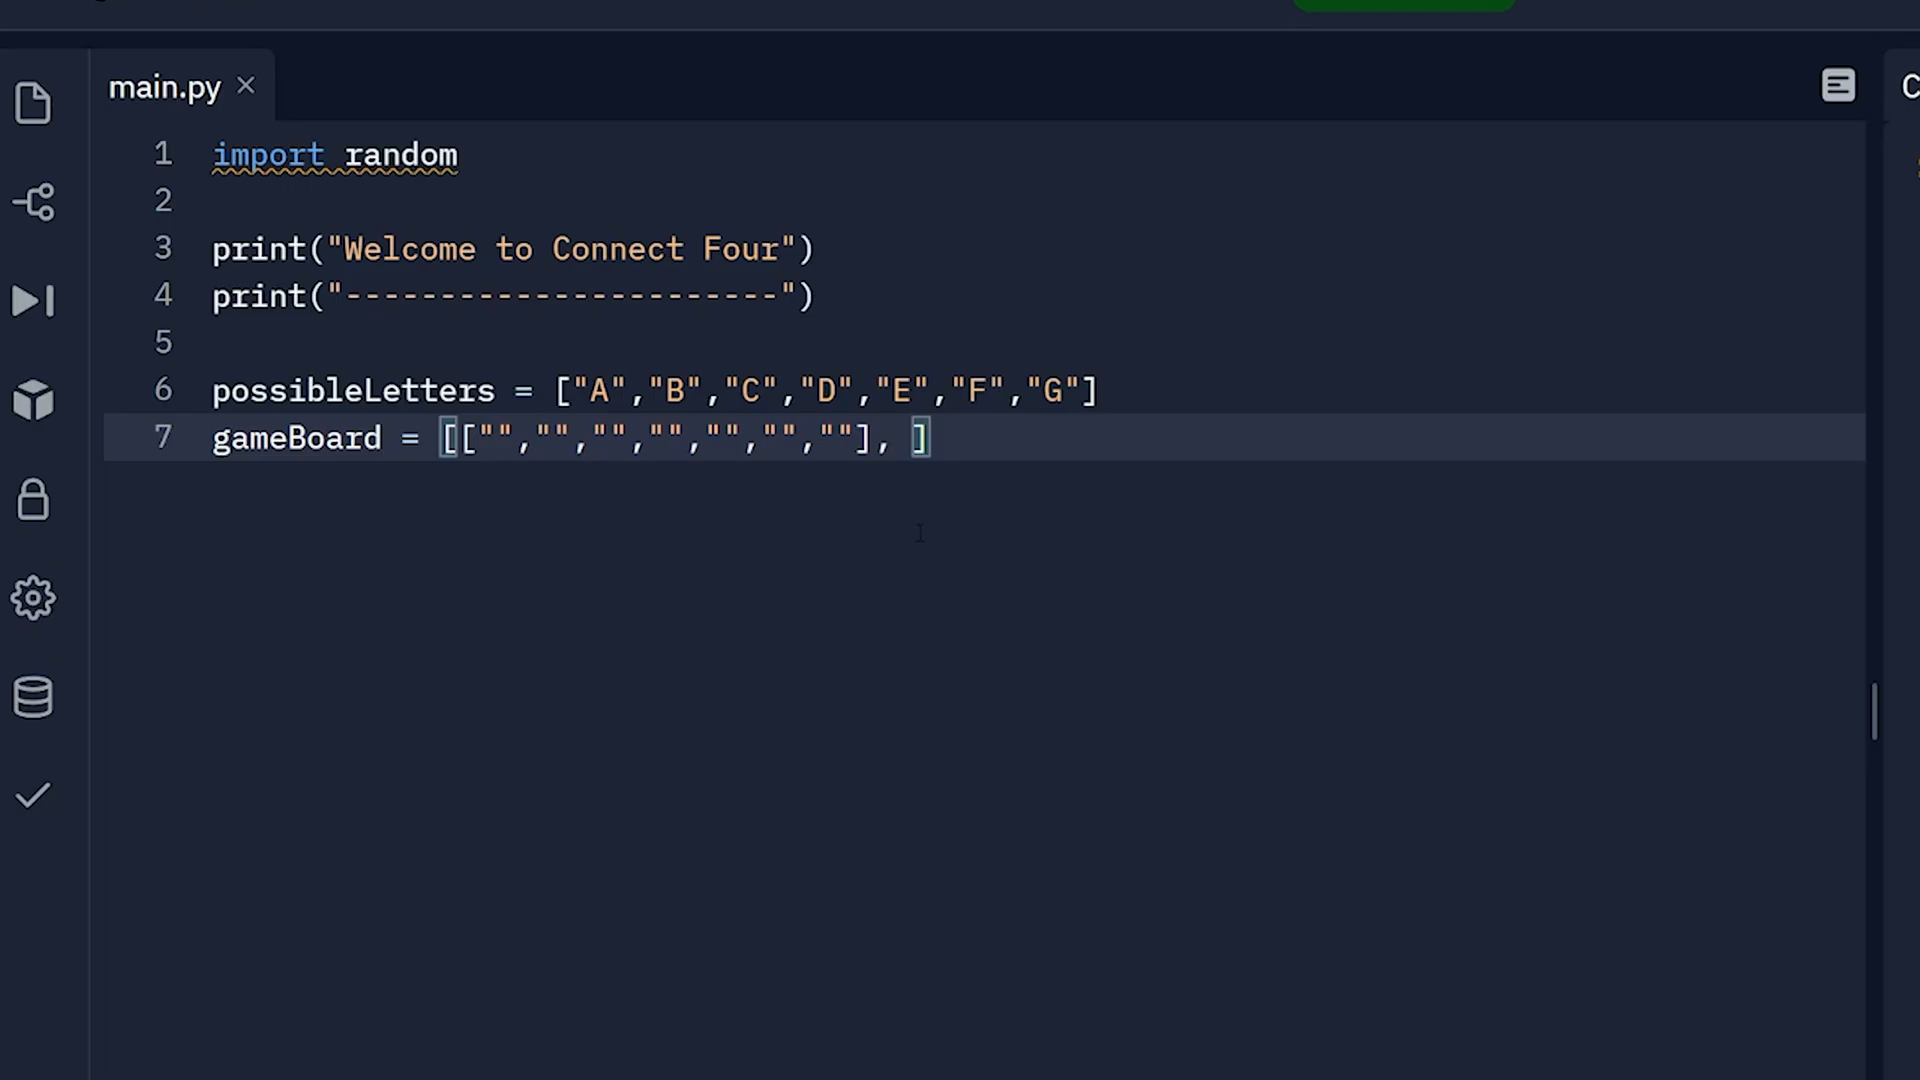 main.py
1 import random
2
3 print("Welcome to Connect Four")
4 print("-----------------------")
5
6 possibleLetters = ["A","B","C","D","E","F","G"]
7 gameBoard = [["","","","","","",""], ]
C